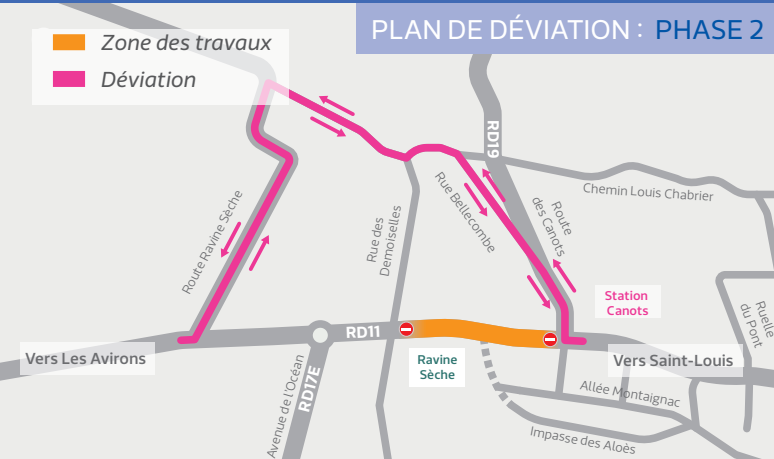 PLAN DE DÉVIATION : PHASE 2
Zone des travaux
Déviation
RD19
Chemin Louis Chabrier
Rue Bellecombe
Route
des Canots
Route Ravine Sèche
Rue des
Demoiselles
Station
Canots
Ruelle
du Pont
RD11
Vers Les Avirons
Ravine
Sèche
Vers Saint-Louis
Avenue de l'Océan
RD17E
Allée Montaignac
Impasse des Aloès